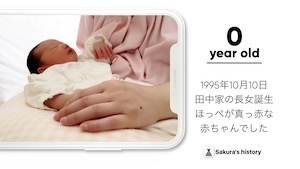 0
year old
1995年10月10日
田中家の長女誕生
ほっぺが真っ赤な
赤ちゃんでした
Sakura's history